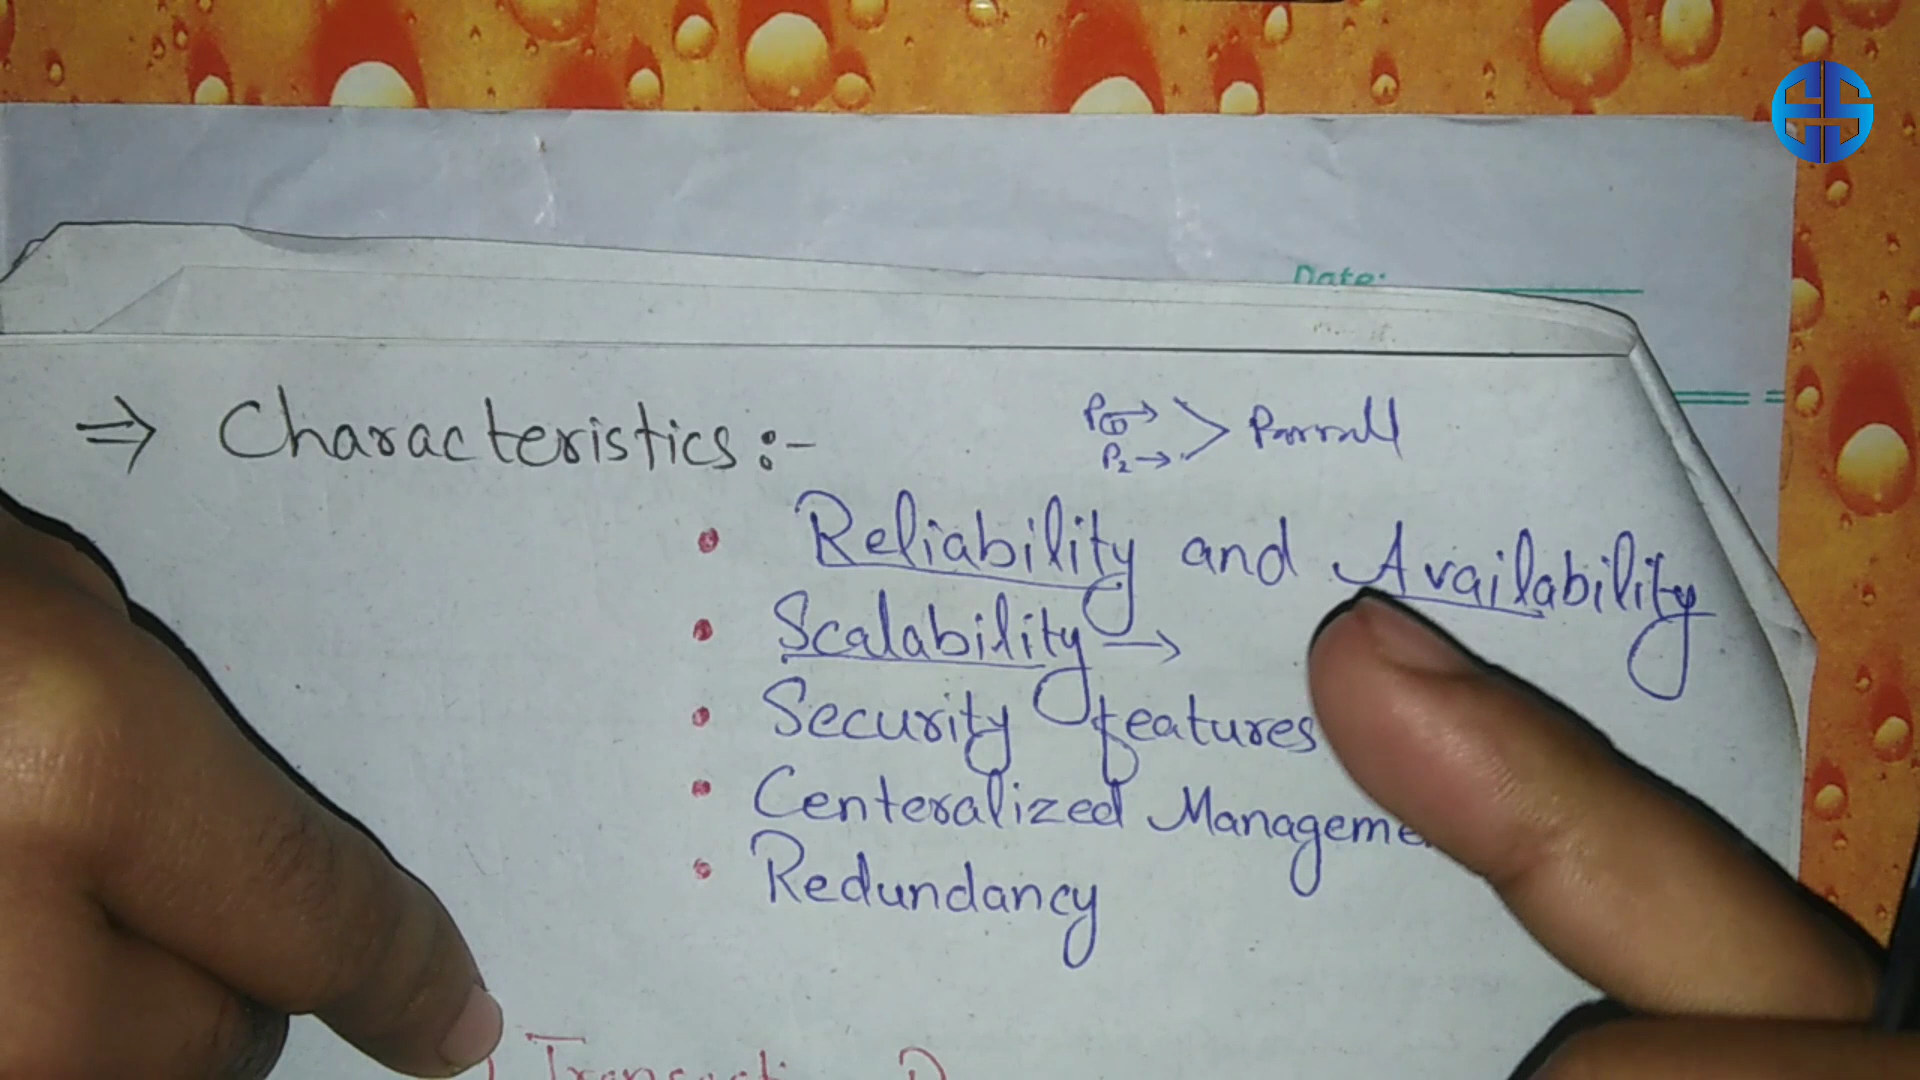 Date:
⇒ Characteristics:-
P① → > Parrall
P₂ →
• Reliability and Availability
• Scalability →
• Security features
• Centeralized Manageme
• Redundancy